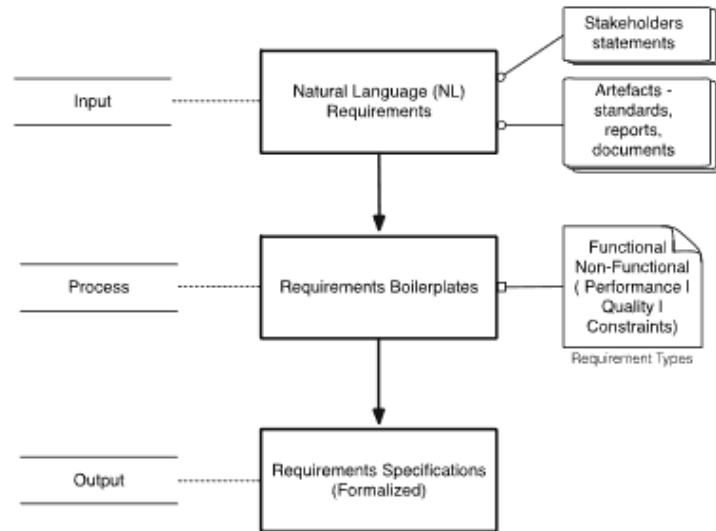 Stakeholders
statements
Input
Natural Language (NL)
Requirements
Artefacts -
standards,
reports,
documents
Process
Requirements Boilerplates
Functional
Non-Functional
( Performance I
Quality I
Constraints)
Requirement Types
Output
Requirements Specifications
(Formalized)